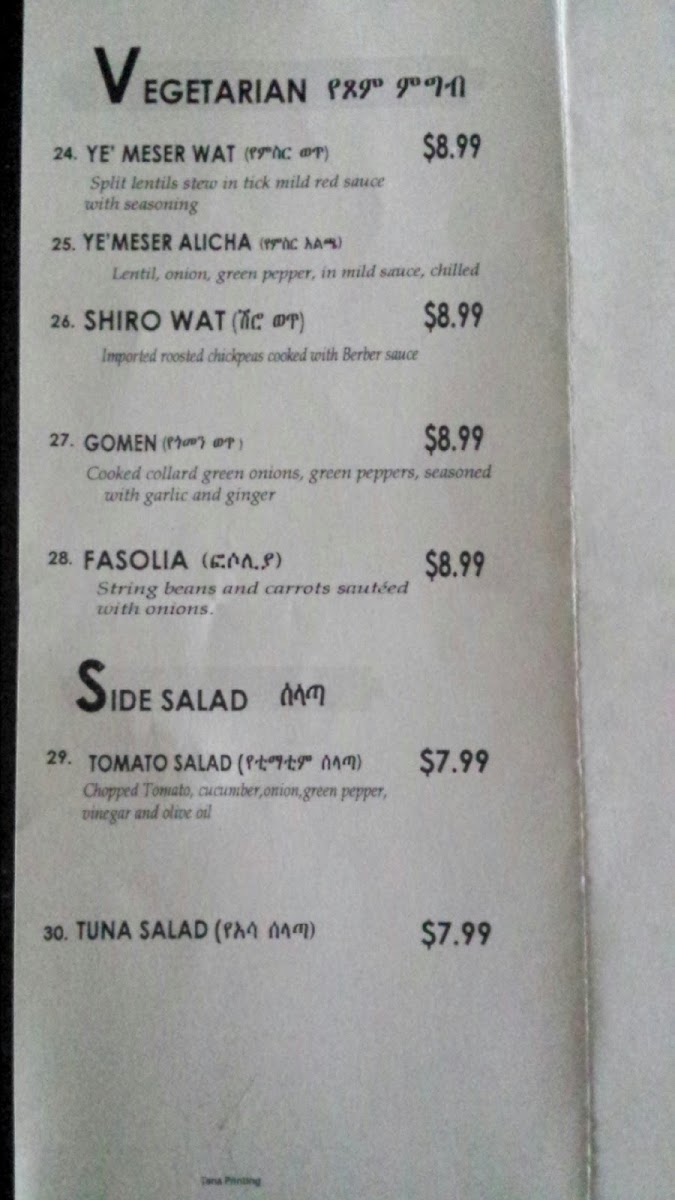 VEGETARIAN የጾም ምግብ
24. YE' MESER WAT (የምስር ወጥ) $8.99
Split lentils stew in tick mild red sauce
with seasoning
25. YE'MESER ALICHA (የምስር አልጫ)
Lentil, onion, green pepper, in mild sauce, chilled
26. SHIRO WAT (ሽሮ ወጥ) $8.99
Imported roosted chickpeas cooked with Berber sauce
27. GOMEN (የጎመን ወጥ) $8.99
Cooked collard green onions, green peppers, seasoned
with garlic and ginger
28. FASOLIA (ፎሶሊያ) $8.99
String beans and carrots sautéed
with onions.
SIDE SALAD ሰላጣ
29. TOMATO SALAD (የቲማቲም ሰላጣ) $7.99
Chopped Tomato, cucumber,onion,green pepper,
vinegar and olive oil
30. TUNA SALAD (የአሳ ሰላጣ) $7.99
Tana Printing